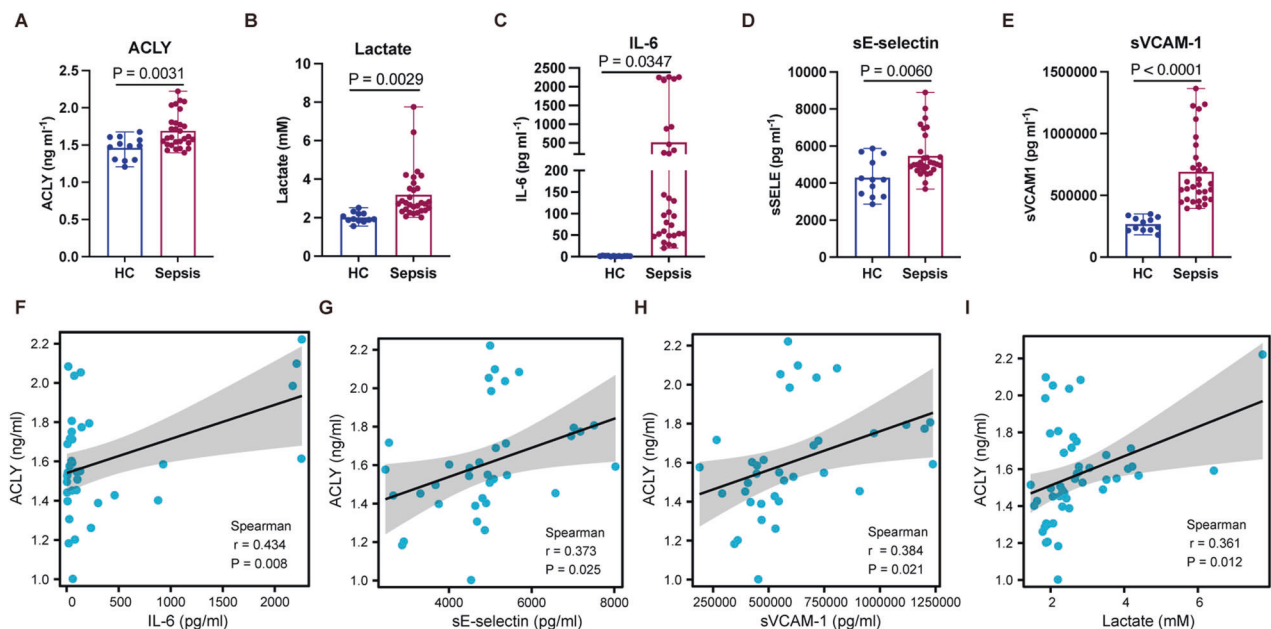 A
ACLY
P = 0.0031
ACLY (ng ml⁻¹)
2.5
2.0
1.5
1.0
0.5
0.0
HC
Sepsis
B
Lactate
P = 0.0029
Lactate (mM)
10
8
6
4
2
0
HC
Sepsis
C
IL-6
P = 0.0347
IL-6 (pg ml⁻¹)
2500
2000
1500
1000
500
200
150
100
50
0
HC
Sepsis
D
sE-selectin
P = 0.0060
sSELE (pg ml⁻¹)
10000
8000
6000
4000
2000
0
HC
Sepsis
E
sVCAM-1
P < 0.0001
sVCAM1 (pg ml⁻¹)
1500000
1000000
500000
0
HC
Sepsis
F
ACLY (ng/ml)
2.2
2.0
1.8
1.6
1.4
1.2
1.0
Spearman
r = 0.434
P = 0.008
0
500
1000
1500
2000
IL-6 (pg/ml)
G
ACLY (ng/ml)
2.2
2.0
1.8
1.6
1.4
1.2
1.0
Spearman
r = 0.373
P = 0.025
4000
6000
8000
sE-selectin (pg/ml)
H
ACLY (ng/ml)
2.2
2.0
1.8
1.6
1.4
1.2
1.0
Spearman
r = 0.384
P = 0.021
250000
500000
750000
1000000
1250000
sVCAM-1 (pg/ml)
I
ACLY (ng/ml)
2.2
2.0
1.8
1.6
1.4
1.2
1.0
Spearman
r = 0.361
P = 0.012
2
4
6
Lactate (mM)